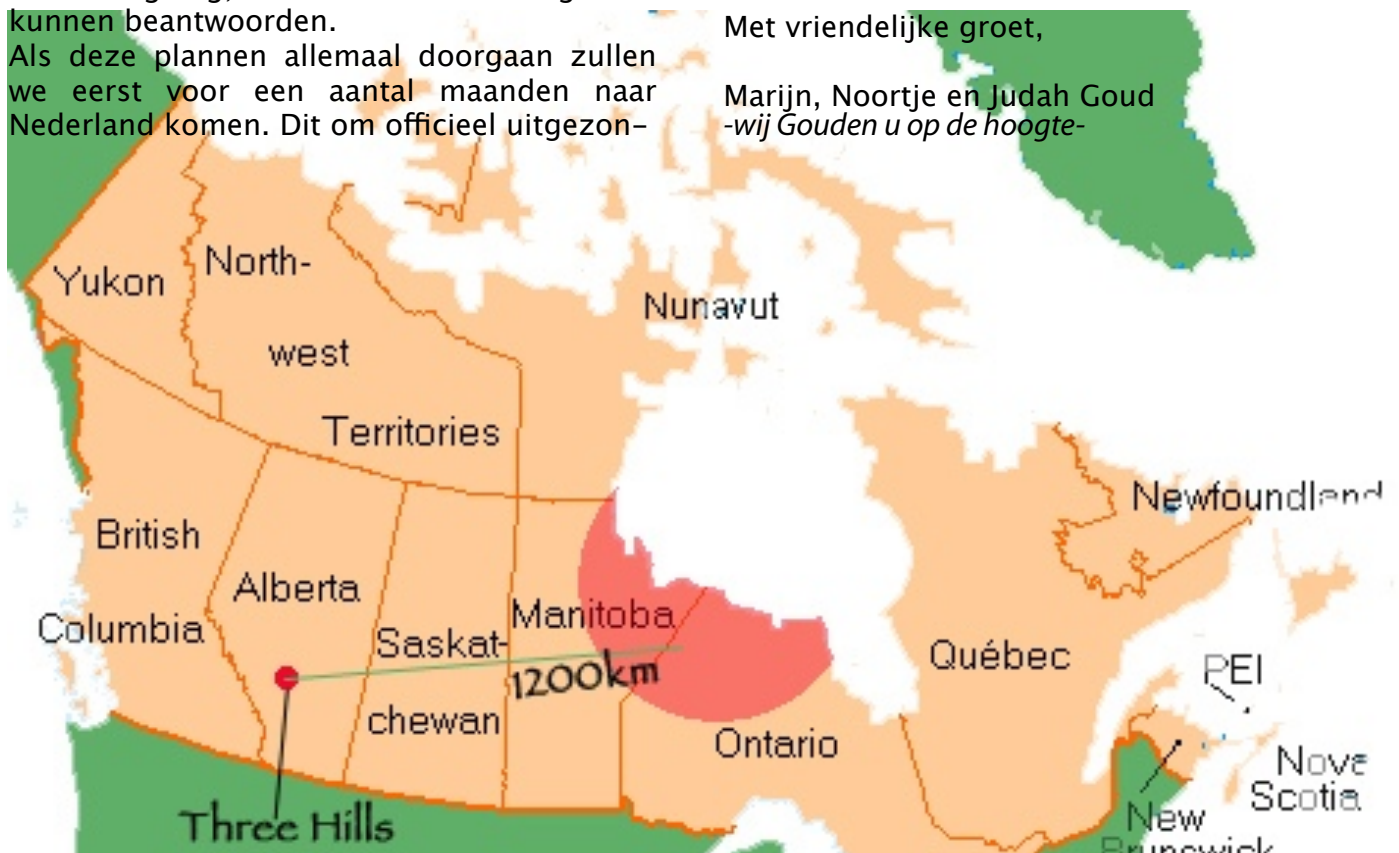 kunnen beantwoorden.
Als deze plannen allemaal doorgaan zullen
we eerst voor een aantal maanden naar
Nederland komen. Dit om officieel uitgezon-
Met vriendelijke groet,
Marijn, Noortje en Judah Goud
-wij Gouden u op de hoogte-
Yukon
North-
west
Territories
Nunavut
British
Columbia
Alberta
Saskat-
chewan
Manitoba
1200km
Ontario
Québec
Newfoundland
PEI
Nova
Scotia
New
Brunswick
Three Hills